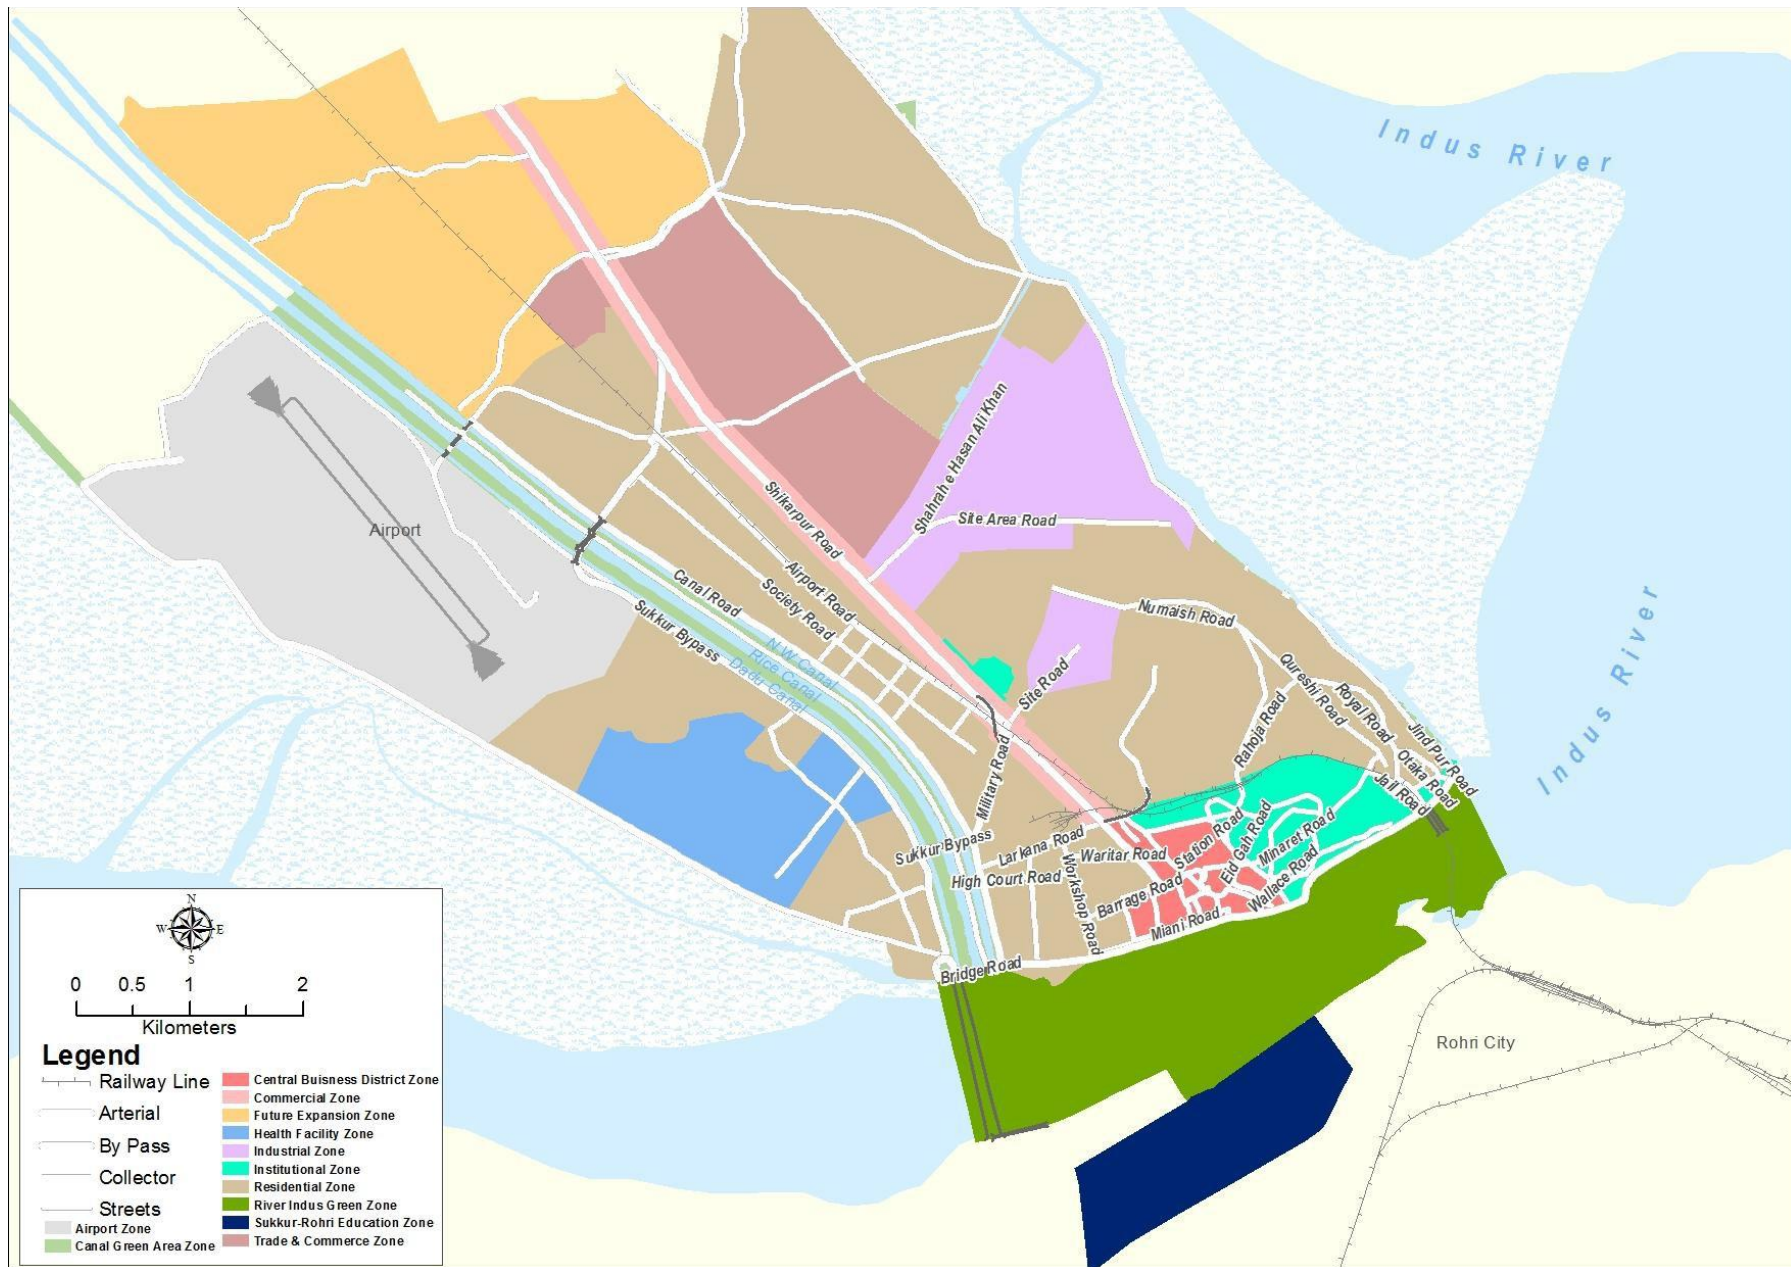 Indus River
Indus River
Airport
Shahrah e Hasan Ali Khan
Site Area Road
Shikarpur Road
Airport Road
Society Road
Canal Road
Sukkur Bypass
N.W Canal
Rice Canal
Dadu Canal
Numaish Road
Qureshi Road
Royal Road
Jind Pur Road
Otaka Road
Jail Road
Rahoja Road
Site Road
Military Road
Sukkur Bypass
Larkana Road
Waritar Road
High Court Road
Workshop Road
Barrage Road
Station Road
Eid Gah Road
Minaret Road
Wallace Road
Miani Road
Bridge Road
Rohri City
N
W E
S
0 0.5 1 2
Kilometers
Legend
Railway Line
Arterial
By Pass
Collector
Streets
Airport Zone
Canal Green Area Zone
Central Buisness District Zone
Commercial Zone
Future Expansion Zone
Health Facility Zone
Industrial Zone
Institutional Zone
Residential Zone
River Indus Green Zone
Sukkur-Rohri Education Zone
Trade & Commerce Zone